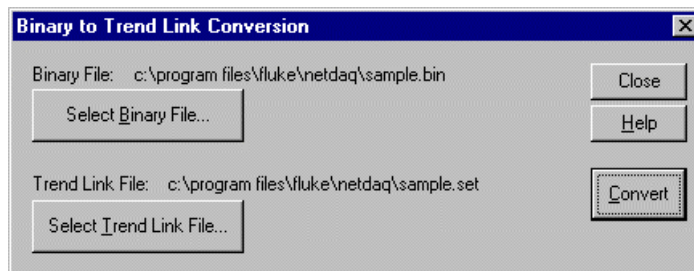 Binary to Trend Link Conversion
Binary File: c:\program files\fluke\netdaq\sample.bin
Select Binary File...
Close
Help
Trend Link File: c:\program files\fluke\netdaq\sample.set
Select Trend Link File...
Convert